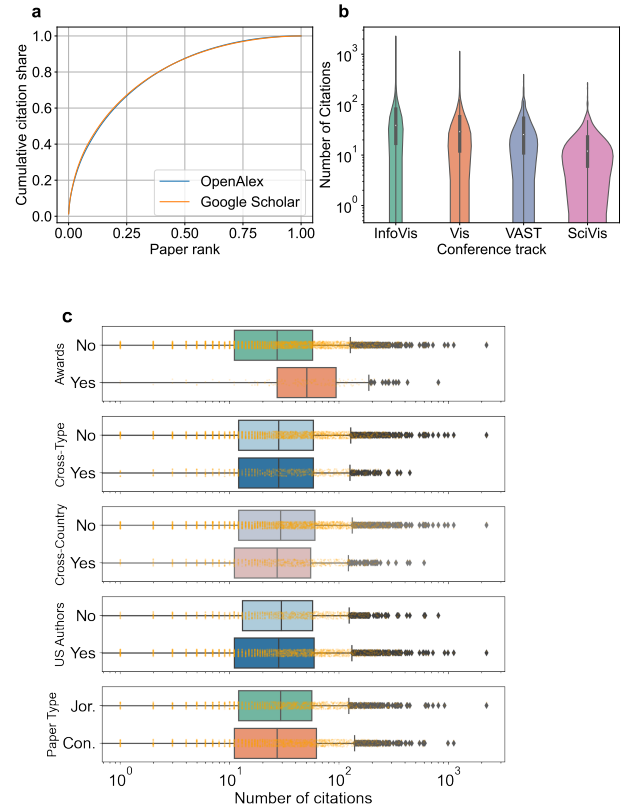 a
1.0
0.8
0.6
0.4
0.2
0.0
Cumulative citation share
OpenAlex
Google Scholar
0.00 0.25 0.50 0.75 1.00
Paper rank
b
10³
10²
10¹
10⁰
Number of Citations
InfoVis Vis VAST SciVis
Conference track
c
Awards
No
Yes
Cross-Type
No
Yes
Cross-Country
No
Yes
US Authors
No
Yes
Paper Type
Jor.
Con.
10⁰ 10¹ 10² 10³
Number of citations